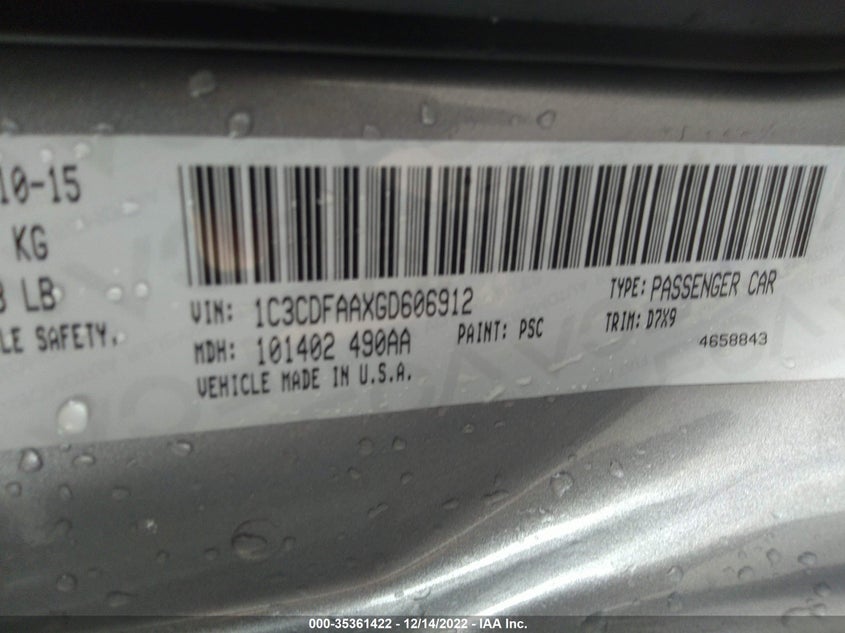 10-15
KG
LB
LE SAFETY.
VIN: 1C3CDFAAXGD606912
TYPE: PASSENGER CAR
MDH: 101402 490AA
PAINT: PSC
TRIM: D7X9
VEHICLE MADE IN U.S.A.
4658843
000-35361422 - 12/14/2022 - IAA Inc.